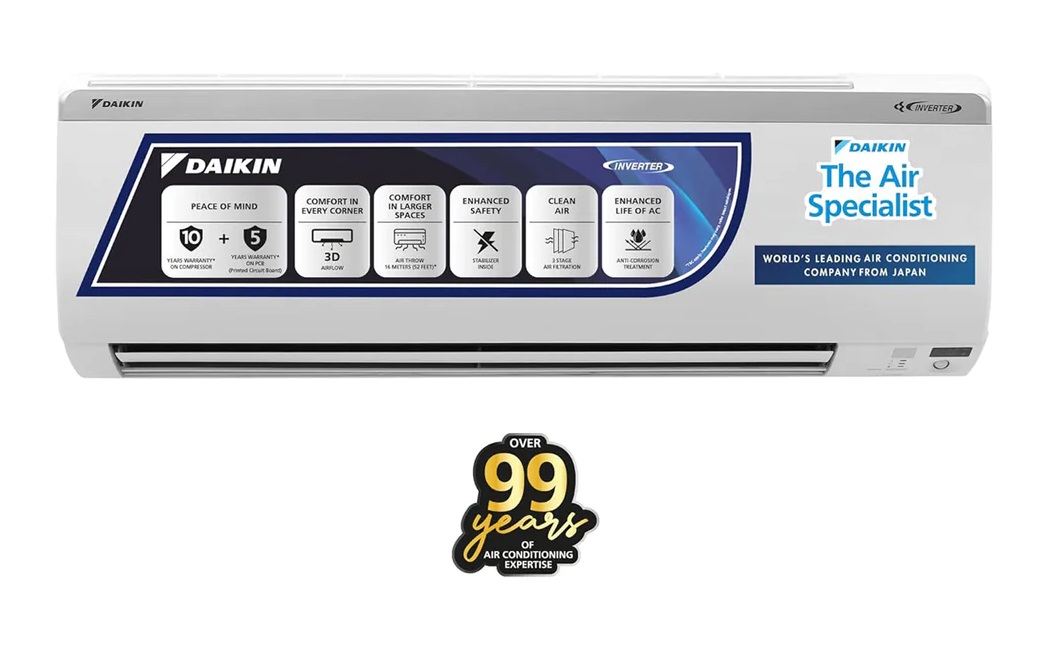 DAIKIN
INVERTER
DAIKIN
INVERTER
PEACE OF MIND
10 + 5
YEARS WARRANTY*
ON COMPRESSOR
YEARS WARRANTY*
ON PCB
(Printed Circuit Board)
COMFORT IN
EVERY CORNER
3D
AIRFLOW
COMFORT
IN LARGER
SPACES
AIR THROW
16 METERS (52 FEET)*
ENHANCED
SAFETY
STABILIZER
INSIDE
CLEAN
AIR
3 STAGE
AIR FILTRATION
ENHANCED
LIFE OF AC
ANTI-CORROSION
TREATMENT
DAIKIN
The Air
Specialist
WORLD'S LEADING AIR CONDITIONING
COMPANY FROM JAPAN
OVER
99
years
OF
AIR CONDITIONING
EXPERTISE